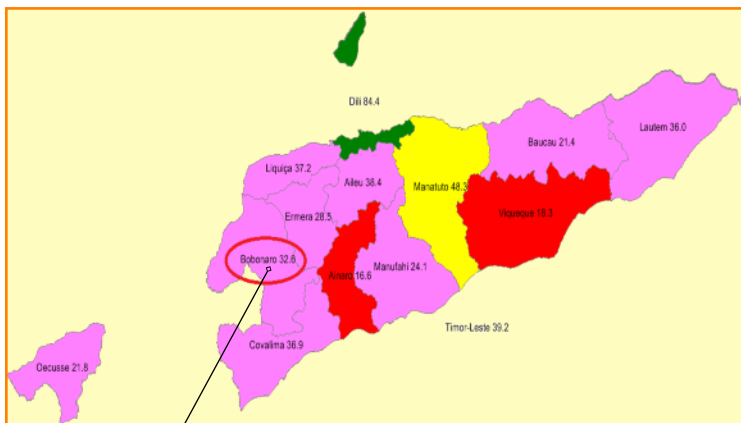 Dili 84.4
Lautem 36.0
Baucau 21.4
Liquiça 37.2
Aileu 38.4
Manatuto 48.3
Ermera 28.5
Viqueque 18.3
Bobonaro 32.6
Manufahi 24.1
Ainaro 16.6
Timor-Leste 39.2
Covalima 36.9
Oecusse 21.8